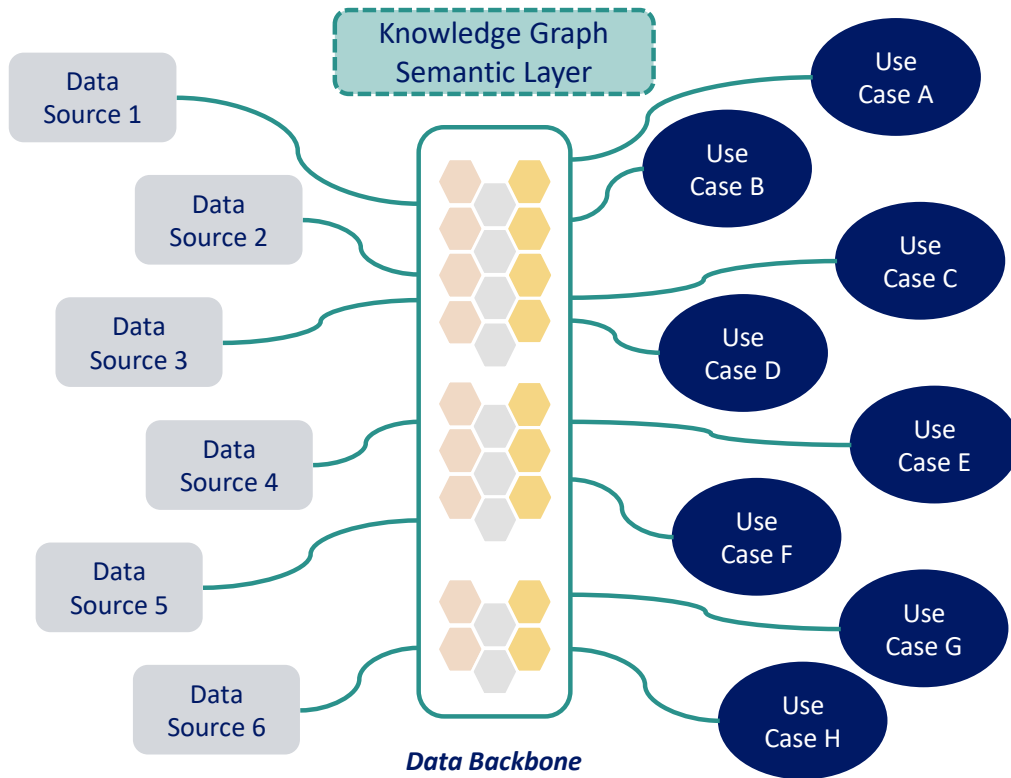 Knowledge Graph
Semantic Layer
Data
Source 1
Data
Source 2
Data
Source 3
Data
Source 4
Data
Source 5
Data
Source 6
Use
Case A
Use
Case B
Use
Case C
Use
Case D
Use
Case E
Use
Case F
Use
Case G
Use
Case H
Data Backbone